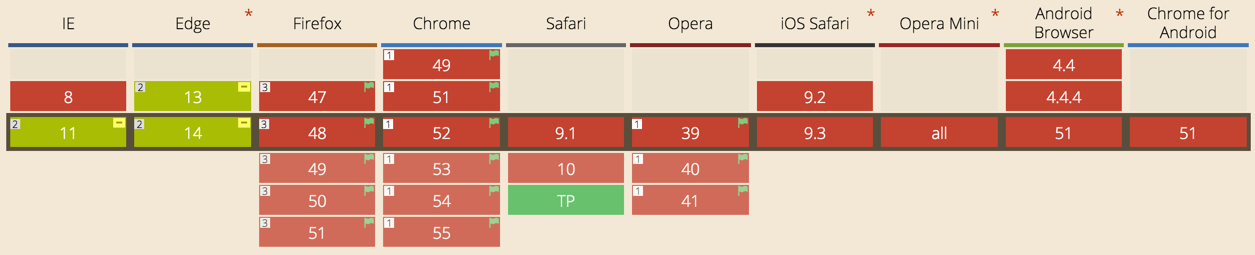 IE Edge * Firefox Chrome Safari Opera iOS Safari * Opera Mini * Android Browser * Chrome for Android
1 49 4.4
8 2 13 3 47 1 51 9.2 4.4.4
2 11 2 14 3 48 1 52 9.1 1 39 9.3 all 51 51
3 49 1 53 10 1 40
3 50 1 54 TP 1 41
3 51 1 55